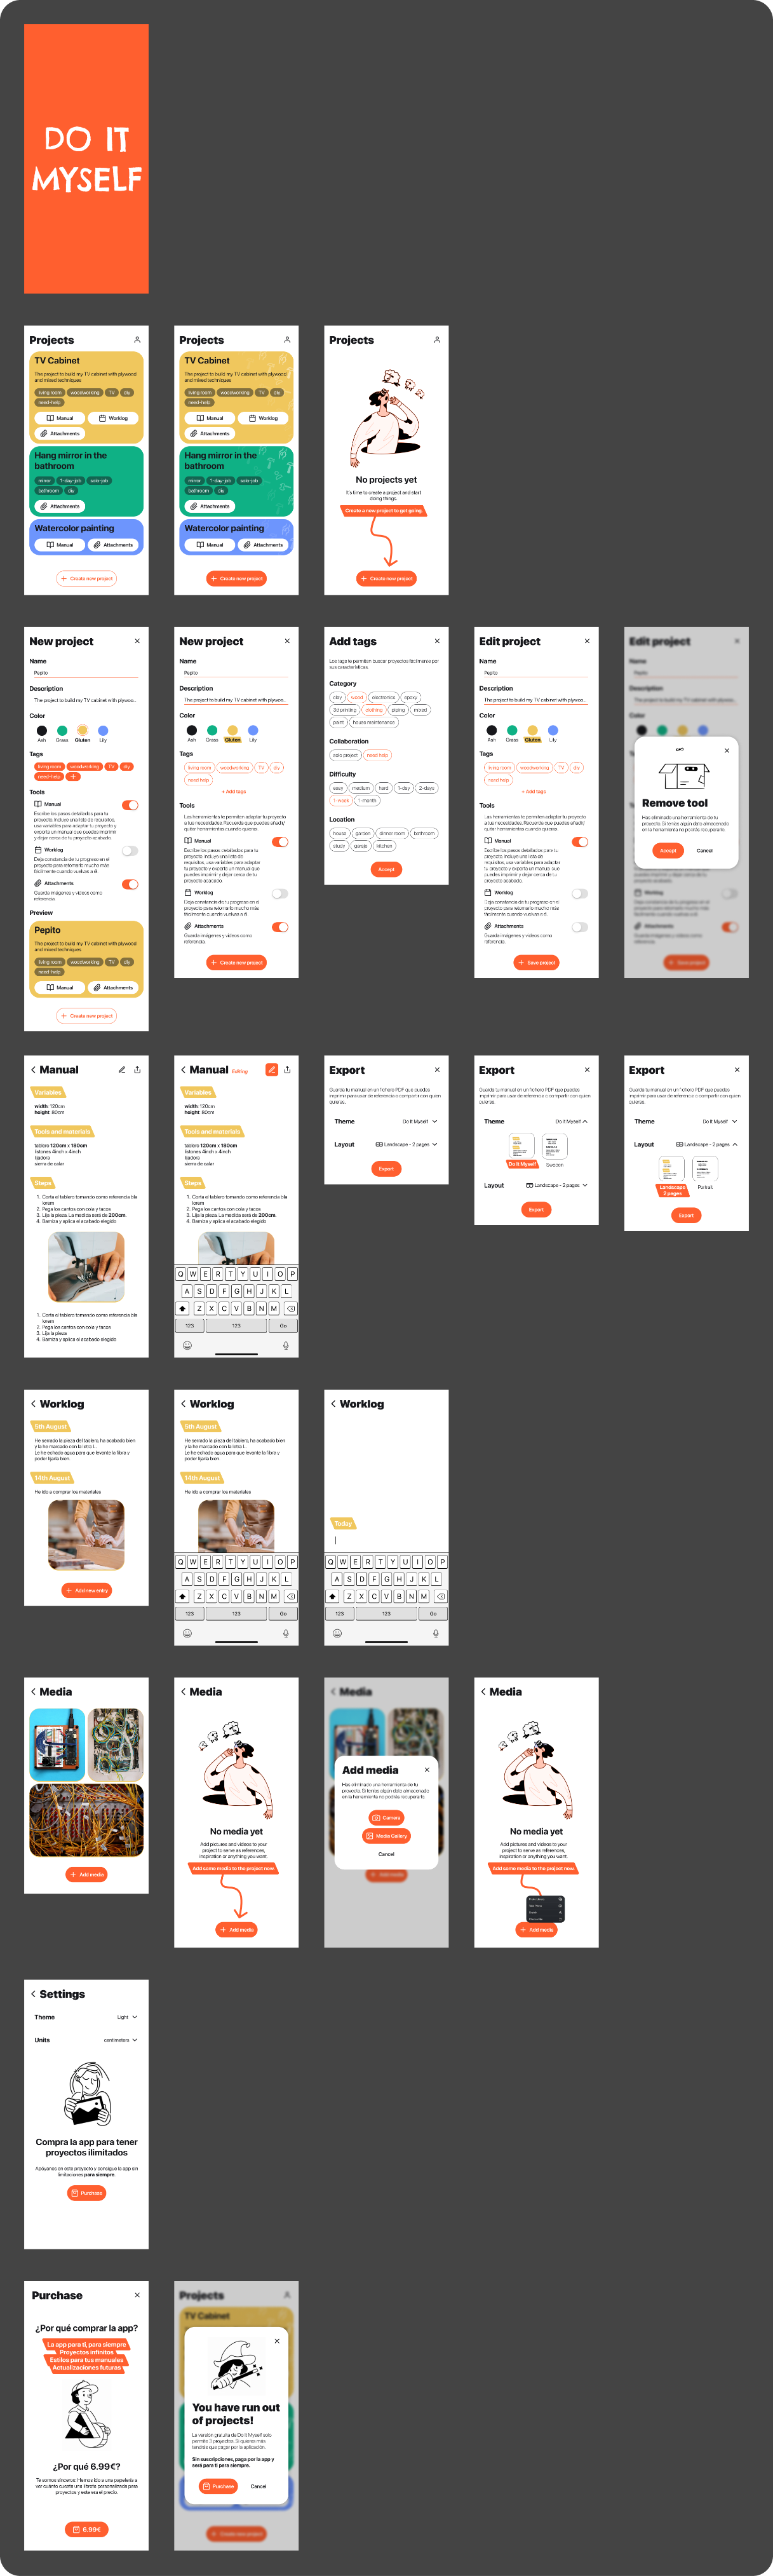 DO IT
MYSELF
Projects
TV Cabinet
The project to build my TV cabinet with plywood
and mixed techniques
living room
woodworking
TV
diy
need-help
Manual
Worklog
Attachments
Hang mirror in the
bathroom
mirror
1-day-job
solo-job
bathroom
diy
Attachments
Watercolor painting
Manual
Attachments
+ Create new project
Projects
TV Cabinet
The project to build my TV cabinet with plywood
and mixed techniques
living room
woodworking
TV
diy
need-help
Manual
Worklog
Attachments
Hang mirror in the
bathroom
mirror
1-day-job
solo-job
bathroom
diy
Attachments
Watercolor painting
Manual
Attachments
+ Create new project
Projects
No projects yet
It's time to create a project and start
doing things.
Create a new project to get going.
+ Create new project
New project
Name
Pepito
Description
The project to build my TV cabinet with plywoo...
Color
Ash
Grass
Gluten
Lily
Tags
living room
woodworking
TV
diy
need-help
+
Tools
Manual
Escribe los pasos detallados para tu
proyecto. Incluye una lista de requisitos,
usa variables para adaptar tu proyecto y
exporta un manual que puedes imprimir
y dejar cerca de tu proyecto acabado.
Worklog
Deja constancia de tu progreso en el
proyecto para retomarlo mucho más
fácilmente cuando vuelvas a él.
Attachments
Guarda imágenes y vídeos como
referencia.
Preview
Pepito
The project to build my TV cabinet with plywood
and mixed techniques
living room
woodworking
TV
diy
need-help
Manual
Attachments
+ Create new project
New project
Name
Pepito
Description
The project to build my TV cabinet with plywoo...
Color
Ash
Grass
Gluten
Lily
Tags
living room
woodworking
TV
diy
need help
+ Add tags
Tools
Las herramientas te permiten adaptar tu proyecto
a tus necesidades. Recuerda que puedes añadir/
quitar herramientas cuando quieras.
Manual
Escribe los pasos detallados para tu
proyecto. Incluye una lista de
requisitos, usa variables para adaptar
tu proyecto y exporta un manual que
puedes imprimir y dejar cerca de tu
proyecto acabado.
Worklog
Deja constancia de tu progreso en el
proyecto para retomarlo mucho más
fácilmente cuando vuelvas a él.
Attachments
Guarda imágenes y vídeos como
referencia.
+ Create new project
Add tags
Los tags te permiten buscar proyectos fácilmente por
sus características.
Category
clay
wood
electronics
epoxy
3d printing
clothing
piping
mixed
paint
house maintenance
Collaboration
solo project
need help
Difficulty
easy
medium
hard
1-day
2-days
1-week
1-month
Location
house
garden
dinner room
bathroom
study
garage
kitchen
Accept
Edit project
Name
Pepito
Description
The project to build my TV cabinet with plywoo...
Color
Ash
Grass
Gluten
Lily
Tags
living room
woodworking
TV
diy
need help
+ Add tags
Tools
Las herramientas te permiten adaptar tu proyecto
a tus necesidades. Recuerda que puedes añadir/
quitar herramientas cuando quieras.
Manual
Escribe los pasos detallados para tu
proyecto. Incluye una lista de
requisitos, usa variables para adaptar
tu proyecto y exporta un manual que
puedes imprimir y dejar cerca de tu
proyecto acabado.
Worklog
Deja constancia de tu progreso en el
proyecto para retomarlo mucho más
fácilmente cuando vuelvas a él.
Attachments
Guarda imágenes y vídeos como
referencia.
+ Save project
Edit project
Name
Pepito
Description
Remove tool
Has eliminado una herramienta de tu
proyecto. Si tenías algún dato almacenado
en la herramienta no podrás recuperarlo.
Accept
Cancel
Worklog
Attachments
Manual
Variables
width: 120cm
height: 80cm
Tools and materials
tablero 120cm x 180cm
listones 4inch x 4inch
lijadora
sierra de calar
Steps
1. Corta el tablero tomando como referencia bla
lorem
2. Pega los cantos con cola y tacos
3. Lija la pieza. La medida será de 200cm.
4. Barniza y aplica el acabado elegido
1. Corta el tablero tomando como referencia bla
lorem
2. Pega los cantos con cola y tacos
3. Lija la pieza
4. Barniza y aplica el acabado elegido
Manual Editing
Variables
width: 120cm
height: 80cm
Tools and materials
tablero 120cm x 180cm
listones 4inch x 4inch
lijadora
sierra de calar
Steps
1. Corta el tablero tomando como referencia bla
lorem
2. Pega los cantos con cola y tacos
3. Lija la pieza. La medida será de 200cm.
4. Barniza y aplica el acabado elegido
Q W E R T Y U I O P
A S D F G H J K L
Z X C V B N M
123 123 Go
Export
Guarda tu manual en un fichero PDF que puedes
imprimir para usar de referencia o compartir con quien
quieras.
Theme
Do It Myself
Layout
Landscape - 2 pages
Export
Export
Guarda tu manual en un fichero PDF que puedes
imprimir para usar de referencia o compartir con quien
quieras.
Theme
Do It Myself
Do It Myself
Layout
Landscape - 2 pages
Export
Export
Guarda tu manual en un fichero PDF que puedes
imprimir para usar de referencia o compartir con quien
quieras.
Theme
Do It Myself
Layout
Landscape - 2 pages
Landscape
2 pages
Export
Worklog
5th August
He serrado la pieza del tablero, ha acabado bien
y la he marcado con la letra L.
Le he echado agua para que levante la fibra y
poder lijarla bien.
14th August
He ido a comprar los materiales
+ Add new entry
Worklog
5th August
He serrado la pieza del tablero, ha acabado bien
y la he marcado con la letra L.
Le he echado agua para que levante la fibra y
poder lijarla bien.
14th August
He ido a comprar los materiales
Q W E R T Y U I O P
A S D F G H J K L
Z X C V B N M
123 123 Go
Worklog
Today
Q W E R T Y U I O P
A S D F G H J K L
Z X C V B N M
123 123 Go
Media
+ Add media
Media
No media yet
Add pictures and videos to your
project to serve as references,
inspiration or anything you want
Add some media to the project now.
+ Add media
Media
Add media
Has eliminado una herramienta de tu
proyecto. Si tenías algún dato almacenado
en la herramienta no podrás recuperarlo.
Camera
Media Gallery
Cancel
+ Add media
Media
No media yet
Add pictures and videos to your
project to serve as references,
inspiration or anything you want
Add some media to the project now.
+ Add media
Settings
Theme
Light
Units
centimeters
Compra la app para tener
proyectos ilimitados
Apóyanos en este proyecto y consigue la app sin
limitaciones para siempre.
Purchase
Purchase
¿Por qué comprar la app?
La app para ti, para siempre
Proyectos infinitos
Estilos para tus manuales
Actualizaciones futuras
¿Por qué 6.99€?
Te somos sinceros: Hemos ido a una papelería a
ver cuánto cuesta una libreta personalizada para
proyectos y este era el precio.
6.99€
Projects
TV Cabinet
You have run out
of projects!
La versión gratuita de Do It Myself solo
permite 3 proyectos. Si quieres más
tendrás que pagar por la aplicación.
Sin suscripciones, paga por la app y
será para ti para siempre.
Purchase
Cancel
+ Create new project